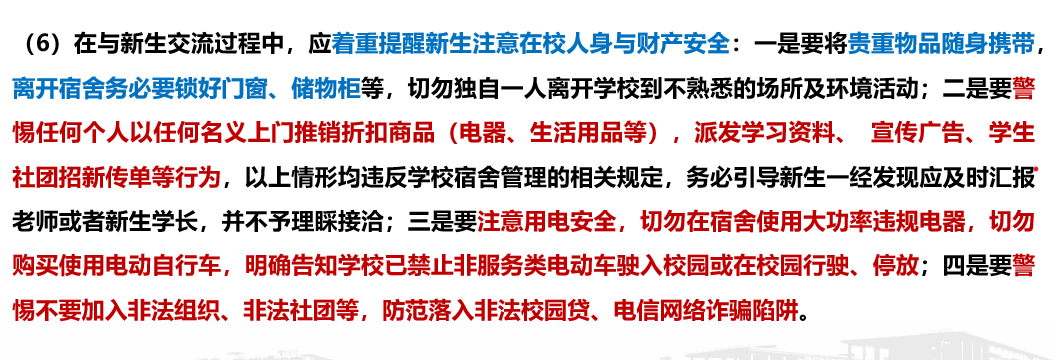 （6）在与新生交流过程中，应着重提醒新生注意在校人身与财产安全：一是要将贵重物品随身携带，
离开宿舍务必要锁好门窗、储物柜等，切勿独自一人离开学校到不熟悉的场所及环境活动；二是要警
惕任何个人以任何名义上门推销折扣商品（电器、生活用品等），派发学习资料、 宣传广告、学生
社团招新传单等行为，以上情形均违反学校宿舍管理的相关规定，务必引导新生一经发现应及时汇报
老师或者新生学长，并不予理睬接洽；三是要注意用电安全，切勿在宿舍使用大功率违规电器，切勿
购买使用电动自行车，明确告知学校已禁止非服务类电动车驶入校园或在校园行驶、停放；四是要警
惕不要加入非法组织、非法社团等，防范落入非法校园贷、电信网络诈骗陷阱。